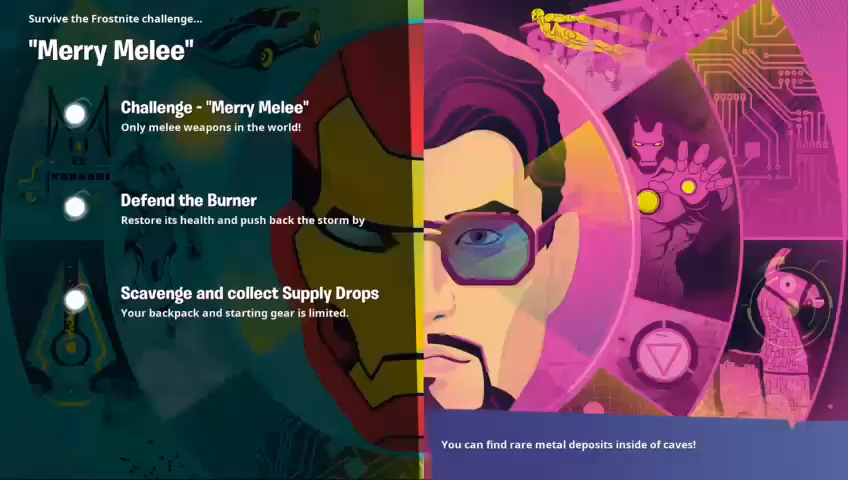 Survive the Frostnite challenge...
"Merry Melee"
Challenge - "Merry Melee"
Only melee weapons in the world!
Defend the Burner
Restore its health and push back the storm by
Scavenge and collect Supply Drops
Your backpack and starting gear is limited.
You can find rare metal deposits inside of caves!